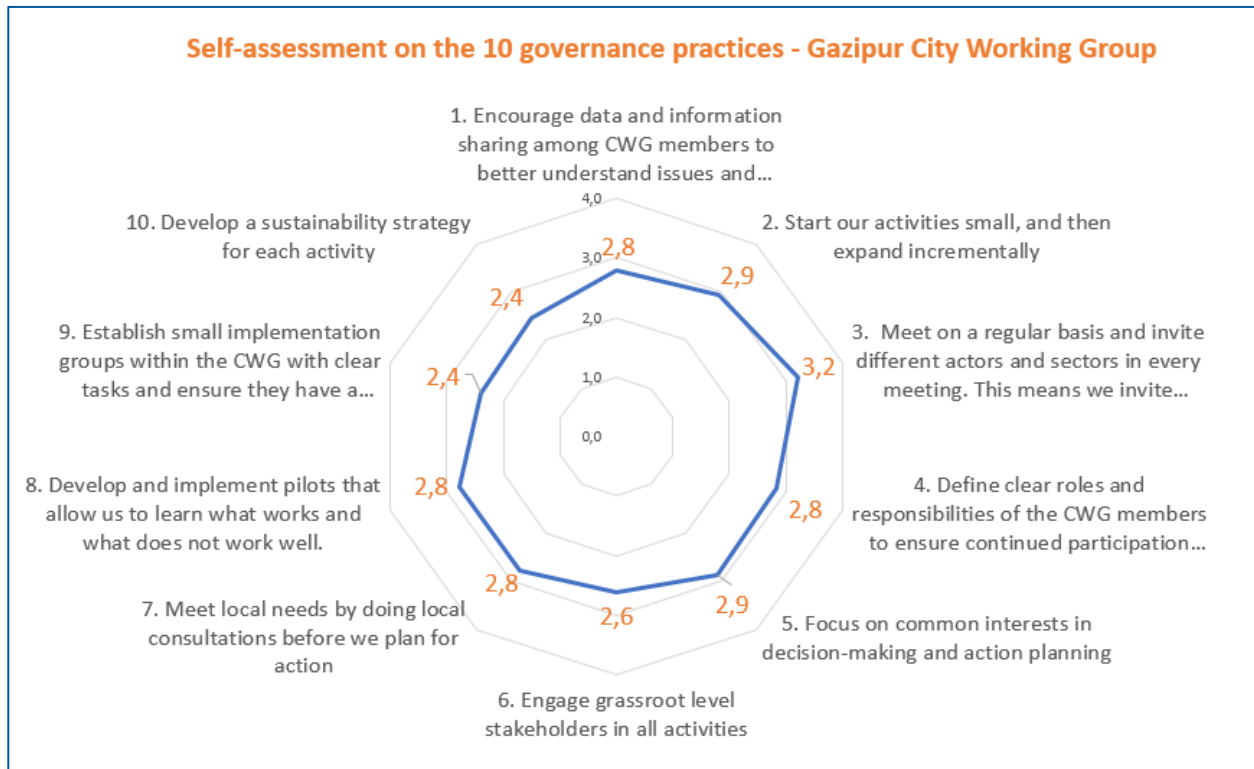 Self-assessment on the 10 governance practices - Gazipur City Working Group
1. Encourage data and information
sharing among CWG members to
better understand issues and...
2. Start our activities small, and then
expand incrementally
3.  Meet on a regular basis and invite
different actors and sectors in every
meeting. This means we invite...
4. Define clear roles and
responsibilities of the CWG members
to ensure continued participation...
5. Focus on common interests in
decision-making and action planning
6. Engage grassroot level
stakeholders in all activities
7. Meet local needs by doing local
consultations before we plan for
action
8. Develop and implement pilots that
allow us to learn what works and
what does not work well.
9. Establish small implementation
groups within the CWG with clear
tasks and ensure they have a...
10. Develop a sustainability strategy
for each activity
4,0
3,0
2,0
1,0
0,0
2,8
2,9
3,2
2,8
2,9
2,6
2,8
2,8
2,4
2,4